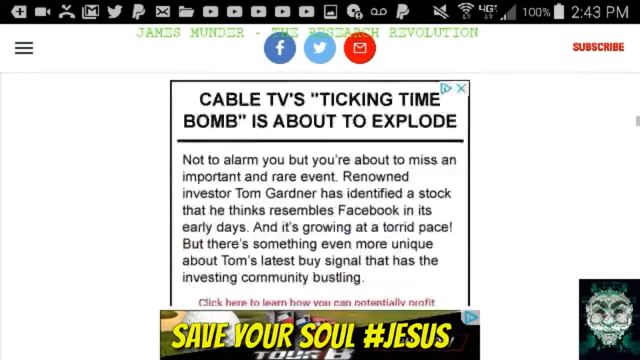 4G LTE
100%
2:43 PM
JAMES MUNDER - THE RESEARCH REVOLUTION
SUBSCRIBE
CABLE TV'S "TICKING TIME
BOMB" IS ABOUT TO EXPLODE
Not to alarm you but you're about to miss an
important and rare event. Renowned
investor Tom Gardner has identified a stock
that he thinks resembles Facebook in its
early days. And it's growing at a torrid pace!
But there's something even more unique
about Tom's latest buy signal that has the
investing community bustling.
Click here to learn how you can potentially profit
SAVE YOUR SOUL #JESUS
TOUR B